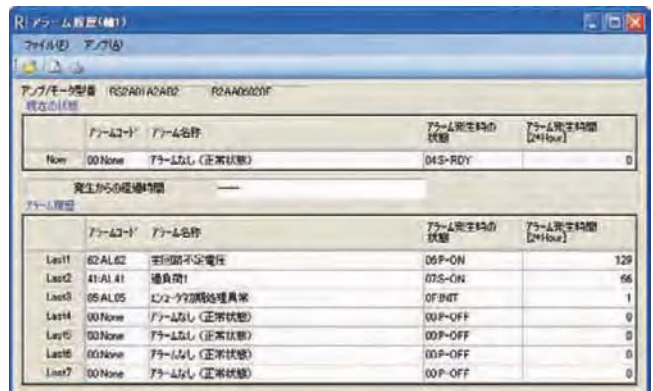 アラーム履歴(軸1)
ファイル(F) アンプ(A)
アンプ/モータ型番 RS2A01A2AB2 R2AA06020F
現在の状態
アラームコード アラーム名称 アラーム発生時の状態 アラーム発生時間 [2*Hour]
Now 00:None アラームなし (正常状態) 04:S-RDY 0
発生からの経過時間 ----
アラーム履歴
アラームコード アラーム名称 アラーム発生時の状態 アラーム発生時間 [2*Hour]
Last1 62:AL.62 主回路不足電圧 06:P-ON 129
Last2 41:AL.41 過負荷1 07:S-ON 66
Last3 85:AL.85 エンコーダ初期処理異常 0F:INIT 1
Last4 00:None アラームなし (正常状態) 00:P-OFF 0
Last5 00:None アラームなし (正常状態) 00:P-OFF 0
Last6 00:None アラームなし (正常状態) 00:P-OFF 0
Last7 00:None アラームなし (正常状態) 00:P-OFF 0